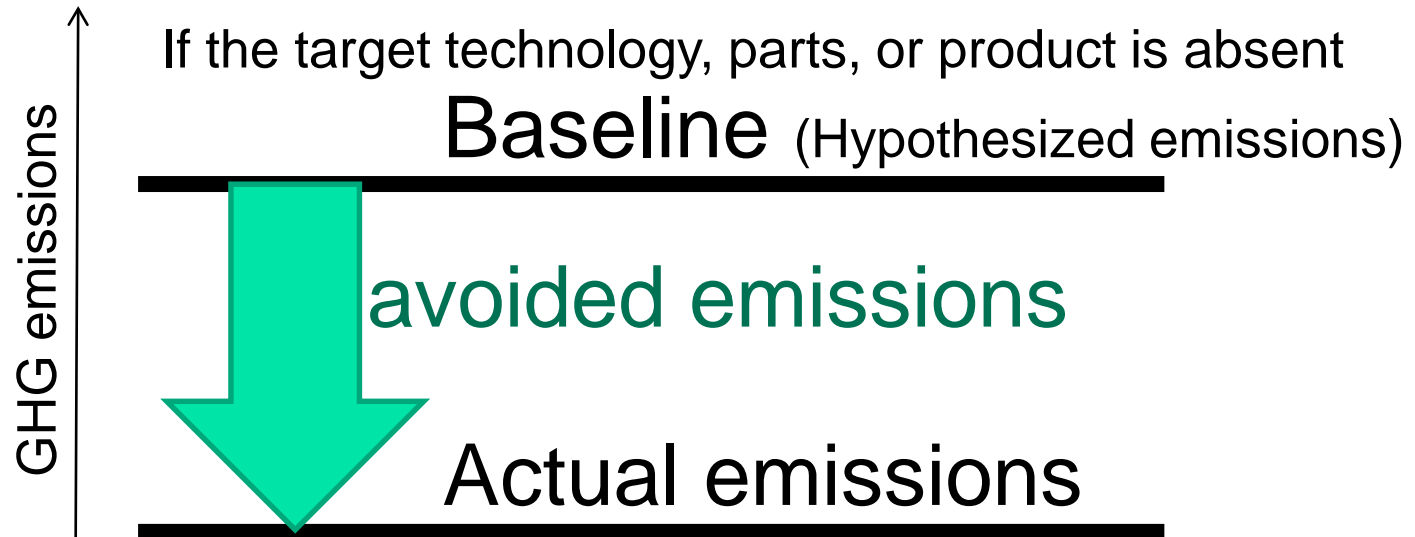 If the target technology, parts, or product is absent
Baseline (Hypothesized emissions)
GHG emissions
avoided emissions
Actual emissions